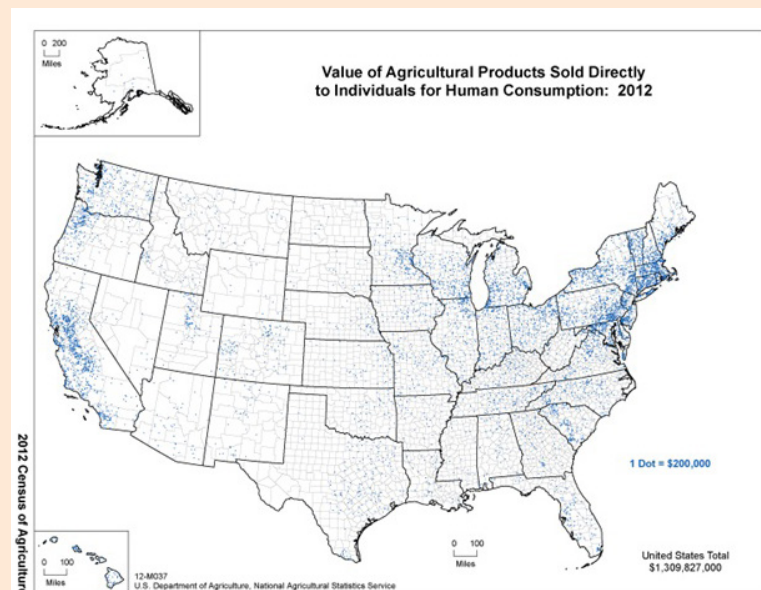 0 200
Miles
Value of Agricultural Products Sold Directly
to Individuals for Human Consumption: 2012
2012 Census of Agriculture
1 Dot = $200,000
0 100
Miles
0 100
Miles
12-M037
U.S. Department of Agriculture, National Agricultural Statistics Service
United States Total
$1,309,827,000